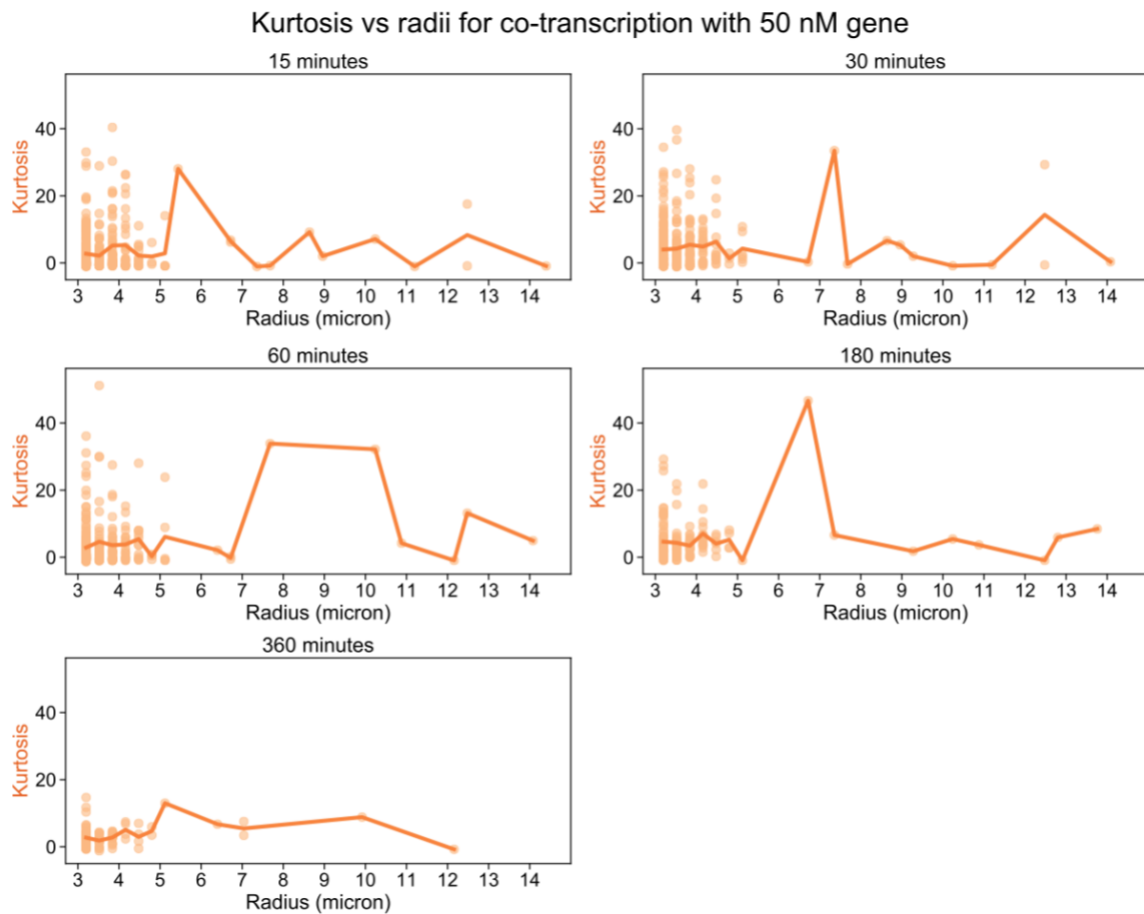 Kurtosis vs radii for co-transcription with 50 nM gene
15 minutes
Kurtosis
40
20
0
3 4 5 6 7 8 9 10 11 12 13 14
Radius (micron)
30 minutes
Kurtosis
40
20
0
3 4 5 6 7 8 9 10 11 12 13 14
Radius (micron)
60 minutes
Kurtosis
40
20
0
3 4 5 6 7 8 9 10 11 12 13 14
Radius (micron)
180 minutes
Kurtosis
40
20
0
3 4 5 6 7 8 9 10 11 12 13 14
Radius (micron)
360 minutes
Kurtosis
40
20
0
3 4 5 6 7 8 9 10 11 12 13 14
Radius (micron)